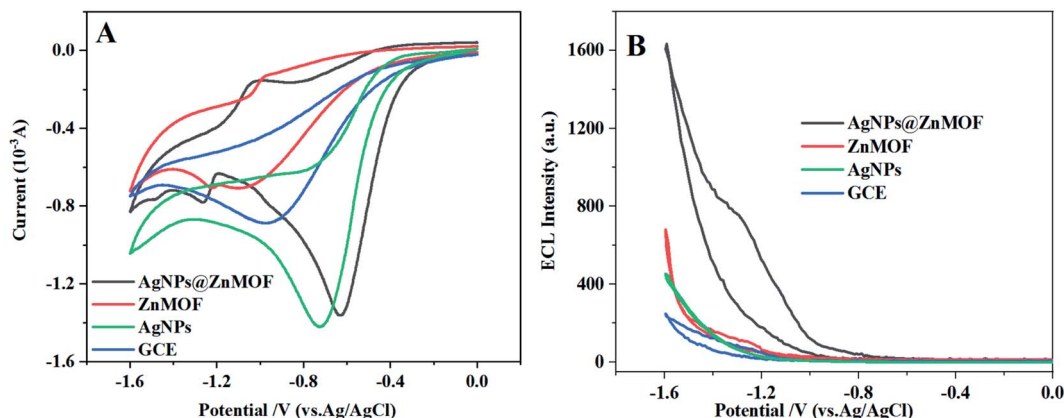 A
Current (10⁻³A)
0.0
-0.4
-0.8
-1.2
-1.6
AgNPs@ZnMOF
ZnMOF
AgNPs
GCE
-1.6 -1.2 -0.8 -0.4 0.0
Potential /V (vs.Ag/AgCl)
B
ECL Intensity (a.u.)
1600
1200
800
400
0
AgNPs@ZnMOF
ZnMOF
AgNPs
GCE
-1.6 -1.2 -0.8 -0.4 0.0
Potential /V (vs.Ag/AgCl)